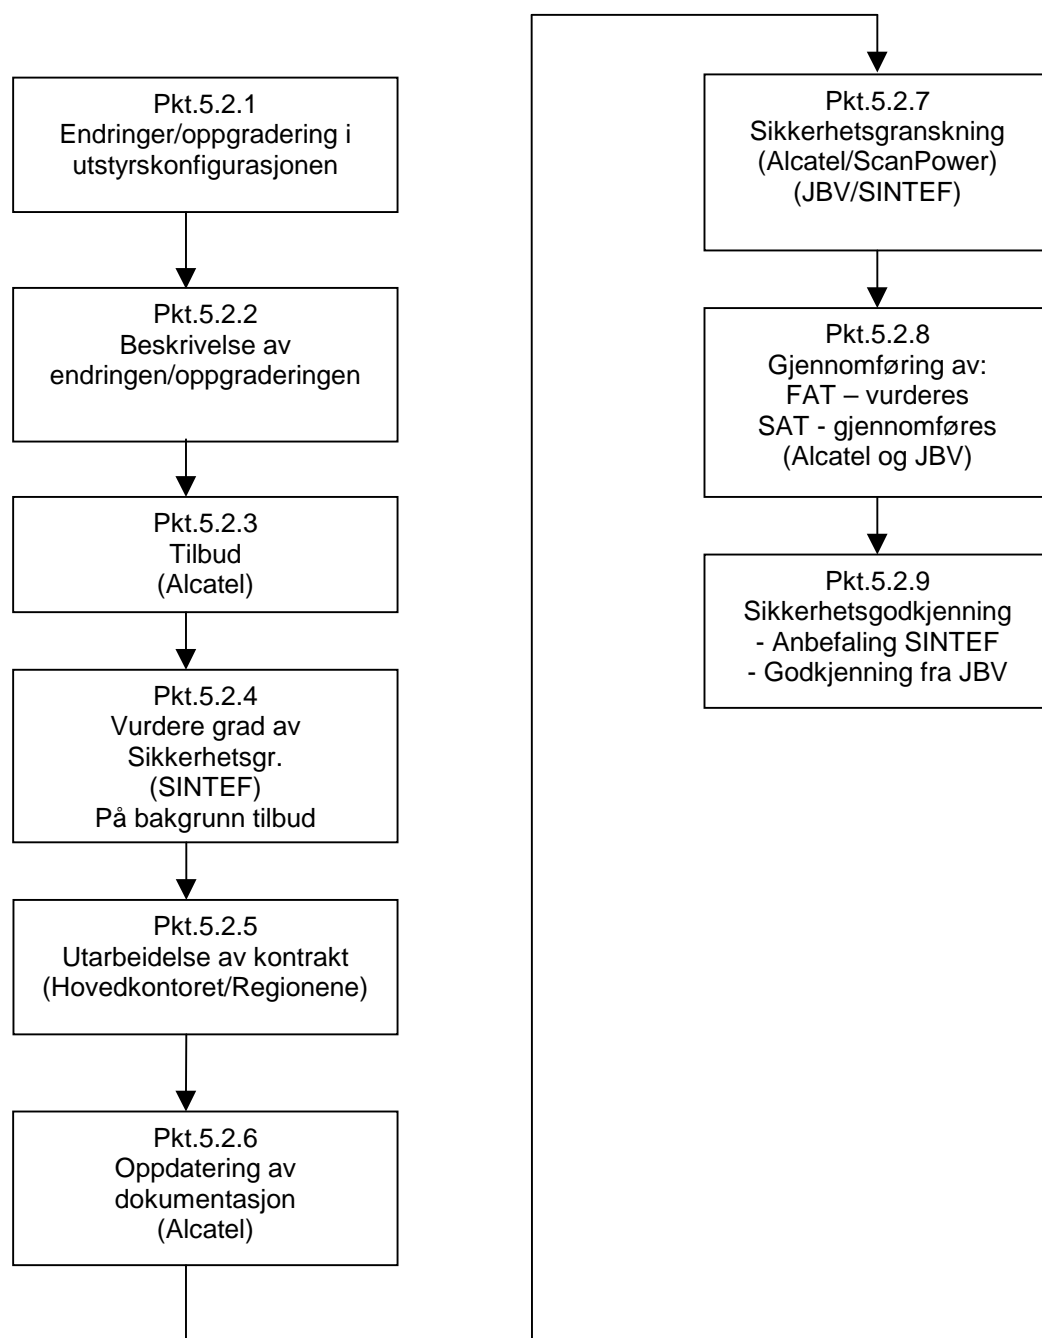 Pkt.5.2.1
Endringer/oppgradering i
utstyrskonfigurasjonen
Pkt.5.2.2
Beskrivelse av
endringen/oppgraderingen
Pkt.5.2.3
Tilbud
(Alcatel)
Pkt.5.2.4
Vurdere grad av
Sikkerhetsgr.
(SINTEF)
På bakgrunn tilbud
Pkt.5.2.5
Utarbeidelse av kontrakt
(Hovedkontoret/Regionene)
Pkt.5.2.6
Oppdatering av
dokumentasjon
(Alcatel)
Pkt.5.2.7
Sikkerhetsgranskning
(Alcatel/ScanPower)
(JBV/SINTEF)
Pkt.5.2.8
Gjennomføring av:
FAT – vurderes
SAT - gjennomføres
(Alcatel og JBV)
Pkt.5.2.9
Sikkerhetsgodkjenning
- Anbefaling SINTEF
- Godkjenning fra JBV